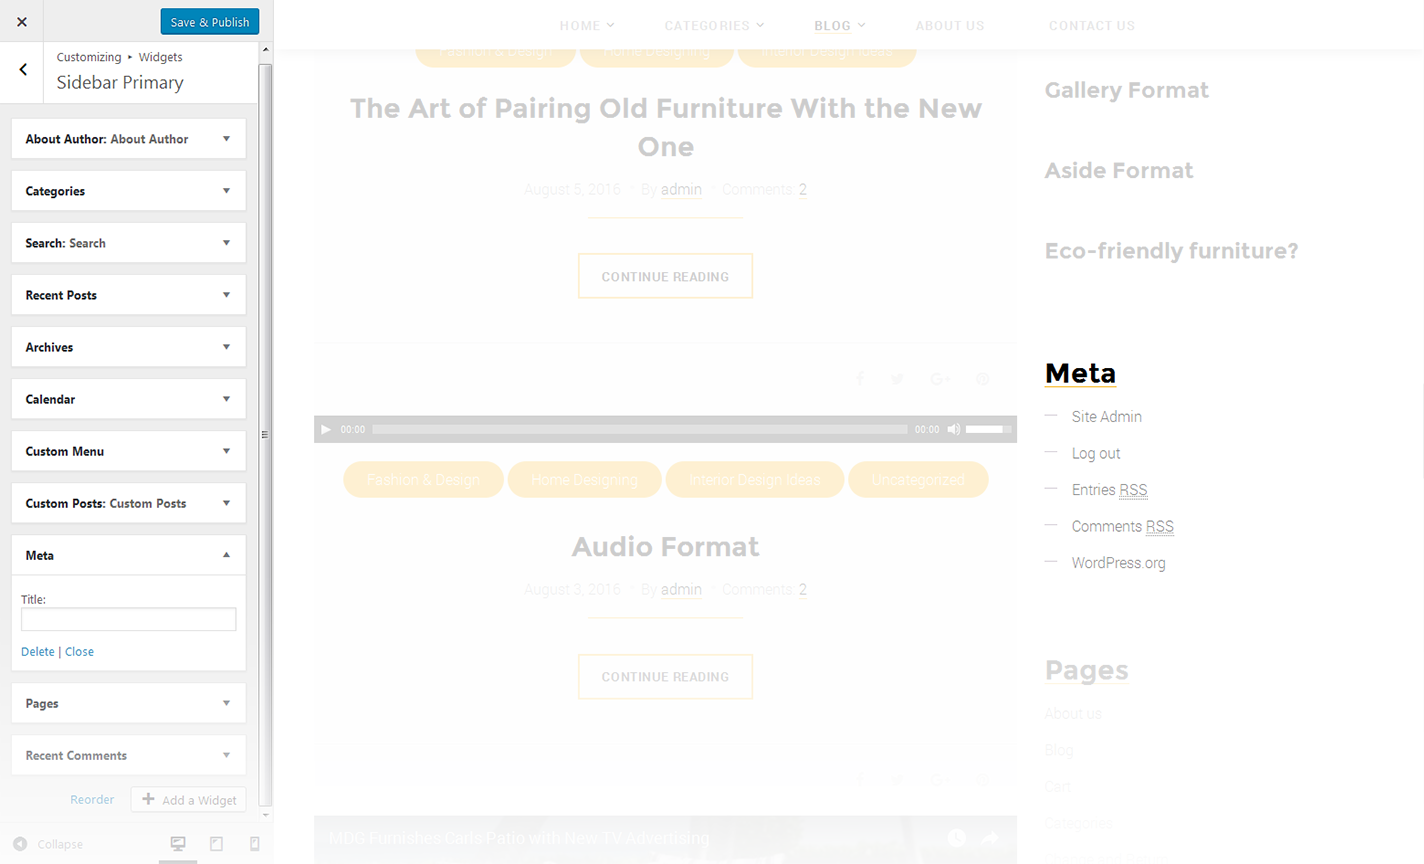 Save & Publish
Customizing ▸ Widgets
Sidebar Primary
About Author: About Author
Categories
Search: Search
Recent Posts
Archives
Calendar
Custom Menu
Custom Posts: Custom Posts
Meta
Title:
Delete | Close
Pages
Recent Comments
Reorder
Add a Widget
Collapse
HOME
CATEGORIES
BLOG
ABOUT US
CONTACT US
Fashion & Design
Home Designing
Interior Design Ideas
The Art of Pairing Old Furniture With the New
One
August 5, 2016 By admin Comments: 2
CONTINUE READING
00:00
00:00
Fashion & Design
Home Designing
Interior Design Ideas
Uncategorized
Audio Format
August 3, 2016 By admin Comments: 2
CONTINUE READING
MDG Furnishes Carls Patio with New TV Advertising
Gallery Format
Aside Format
Eco-friendly furniture?
Meta
Site Admin
Log out
Entries RSS
Comments RSS
WordPress.org
Pages
About us
Blog
Cart
Categories